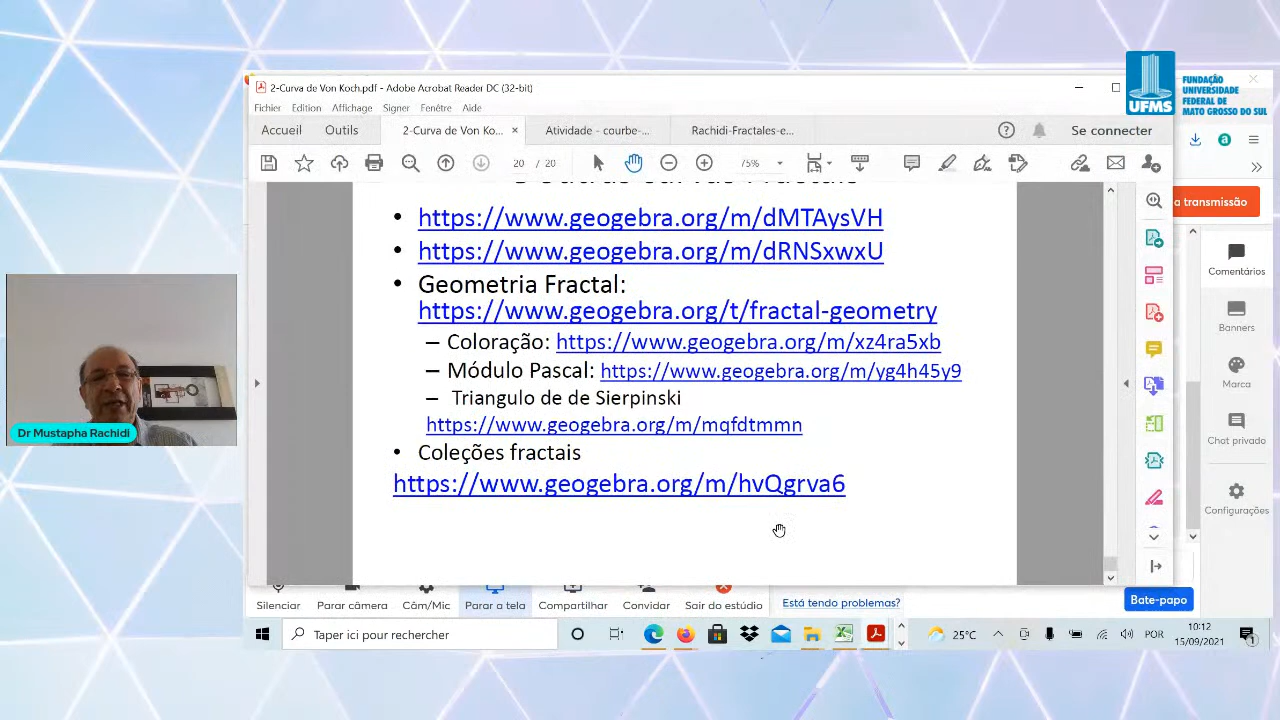 2-Curva de Von Koch.pdf - Adobe Acrobat Reader DC (32-bit)
Fichier Edition Affichage Signer Fenêtre Aide
Accueil Outils 2-Curva de Von Ko... × Atividade - courbe-... Rachidi-Fractales-e... Se connecter
20 / 20 75%
• https://www.geogebra.org/m/dMTAysVH
• https://www.geogebra.org/m/dRNSxwxU
• Geometria Fractal:
https://www.geogebra.org/t/fractal-geometry
– Coloração: https://www.geogebra.org/m/xz4ra5xb
– Módulo Pascal: https://www.geogebra.org/m/yg4h45y9
– Triangulo de de Sierpinski
https://www.geogebra.org/m/mqfdtmmn
• Coleções fractais
https://www.geogebra.org/m/hvQgrva6
Dr Mustapha Rachidi
UFMS
FUNDAÇÃO
UNIVERSIDADE
FEDERAL DE
MATO GROSSO DO SUL
a transmissão
Comentários
Banners
Marca
Chat privado
Configurações
Silenciar Parar câmera Câm/Mic Parar a tela Compartilhar Convidar Sair do estúdio Está tendo problemas? Bate-papo
Taper ici pour rechercher 25°C POR 10:12
15/09/2021